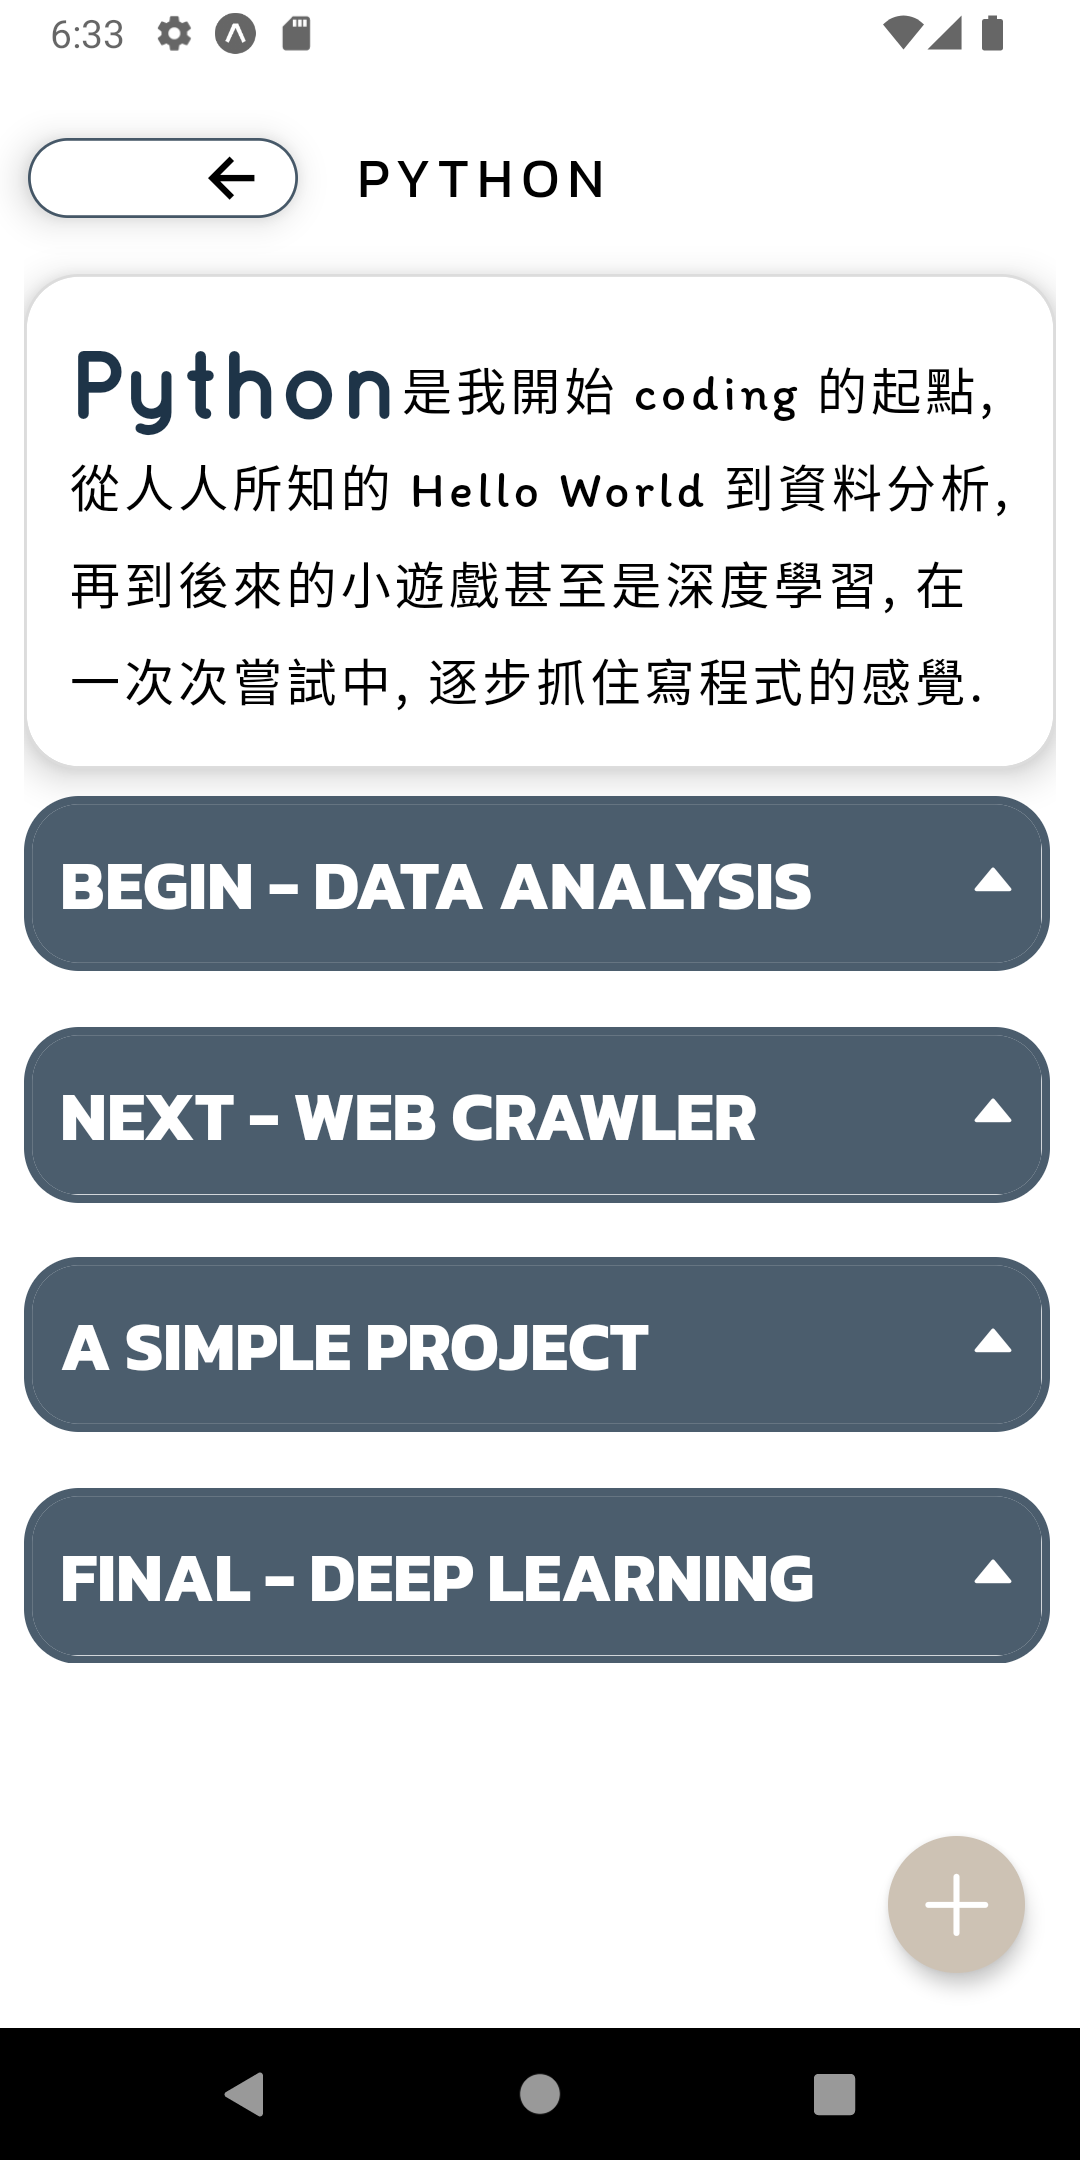 6:33
PYTHON
Python是我開始 coding 的起點,
從人人所知的 Hello World 到資料分析,
再到後來的小遊戲甚至是深度學習, 在
一次次嘗試中, 逐步抓住寫程式的感覺.
BEGIN - DATA ANALYSIS
NEXT - WEB CRAWLER
A SIMPLE PROJECT
FINAL - DEEP LEARNING